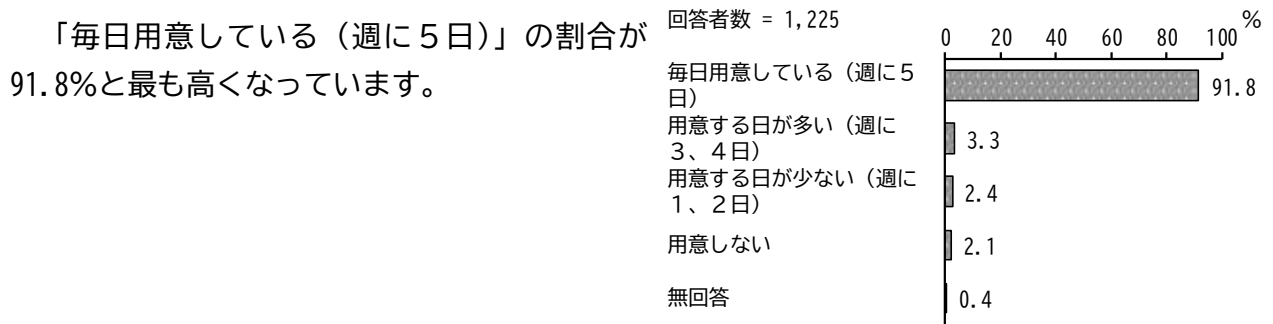 「毎日用意している（週に５日）」の割合が
91.8％と最も高くなっています。
回答者数 = 1,225
%
0 20 40 60 80 100
毎日用意している（週に５
日）
91.8
用意する日が多い（週に
３、４日）
3.3
用意する日が少ない（週に
１、２日）
2.4
用意しない
2.1
無回答
0.4